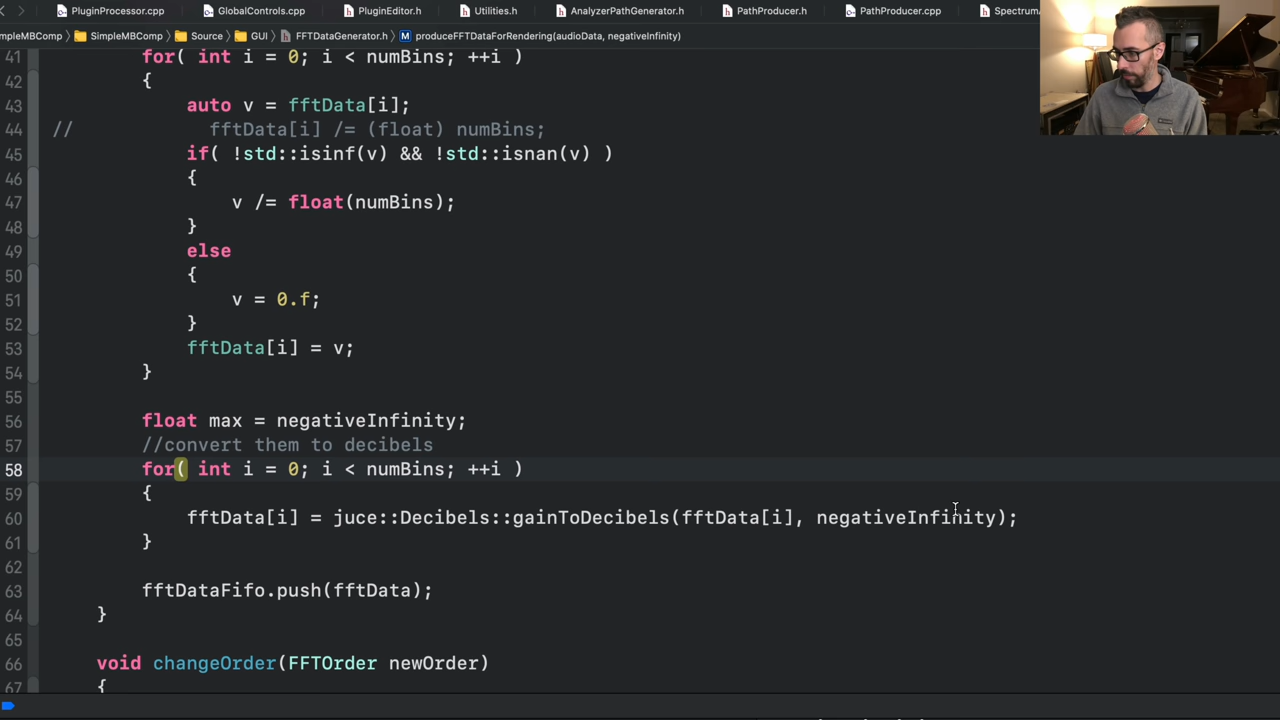 PluginProcessor.cpp GlobalControls.cpp PluginEditor.h Utilities.h AnalyzerPathGenerator.h PathProducer.h PathProducer.cpp Spectrum
mpleMBComp SimpleMBComp Source GUI FFTDataGenerator.h produceFFTDataForRendering(audioData, negativeInfinity)
41 for( int i = 0; i < numBins; ++i )
42 {
43 auto v = fftData[i];
44 // fftData[i] /= (float) numBins;
45 if( !std::isinf(v) && !std::isnan(v) )
46 {
47 v /= float(numBins);
48 }
49 else
50 {
51 v = 0.f;
52 }
53 fftData[i] = v;
54 }
55
56 float max = negativeInfinity;
57 //convert them to decibels
58 for( int i = 0; i < numBins; ++i )
59 {
60 fftData[i] = juce::Decibels::gainToDecibels(fftData[i], negativeInfinity);
61 }
62
63 fftDataFifo.push(fftData);
64 }
65
66 void changeOrder(FFTOrder newOrder)
67 {